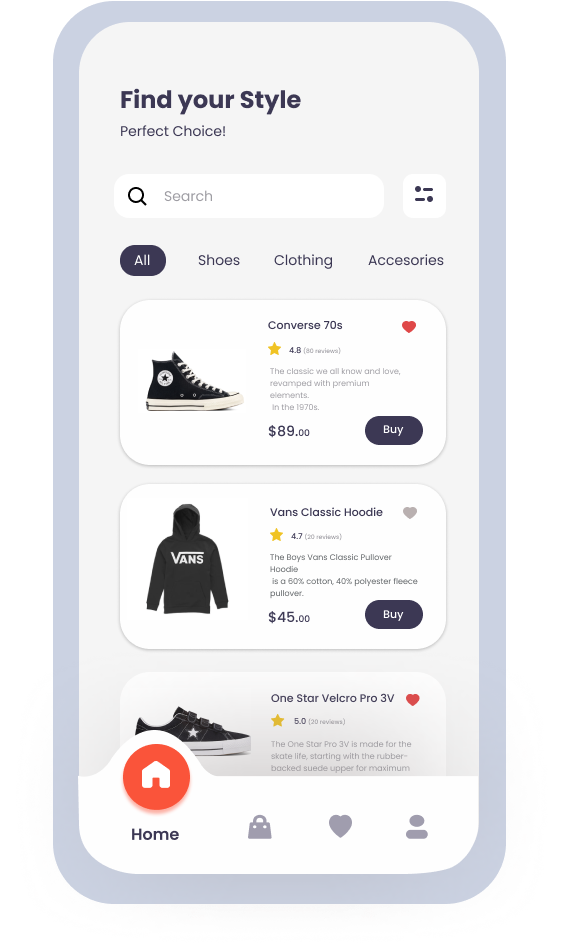 Find your Style
Perfect Choice!
Search
All
Shoes
Clothing
Accesories
Converse 70s
4.8 (80 reviews)
The classic we all know and love,
revamped with premium
elements.
In the 1970s.
$89.00
Buy
VANS
Vans Classic Hoodie
4.7 (20 reviews)
The Boys Vans Classic Pullover
Hoodie
is a 60% cotton, 40% polyester fleece
pullover.
$45.00
Buy
One Star Velcro Pro 3V
5.0 (20 reviews)
The One Star Pro 3V is made for the
skate life, starting with the rubber-
backed suede upper for maximum
Home